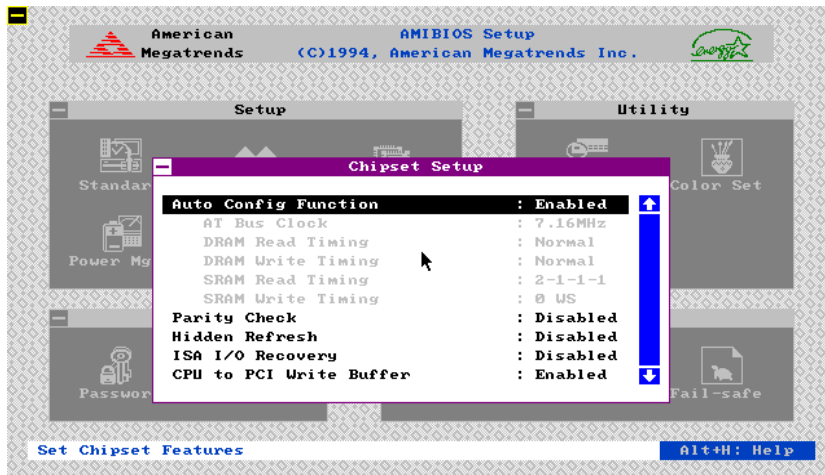 American AMIBIOS Setup
Megatrends (C)1994, American Megatrends Inc.
energy
Setup
Utility
Chipset Setup
Standar
Color Set
Auto Config Function : Enabled
AT Bus Clock : 7.16MHz
DRAM Read Timing : Normal
Power Mg
DRAM Write Timing : Normal
SRAM Read Timing : 2-1-1-1
SRAM Write Timing : 0 WS
Parity Check : Disabled
Hidden Refresh : Disabled
ISA I/O Recovery : Disabled
CPU to PCI Write Buffer : Enabled
Passwor
Fail-safe
Set Chipset Features
Alt+H: Help